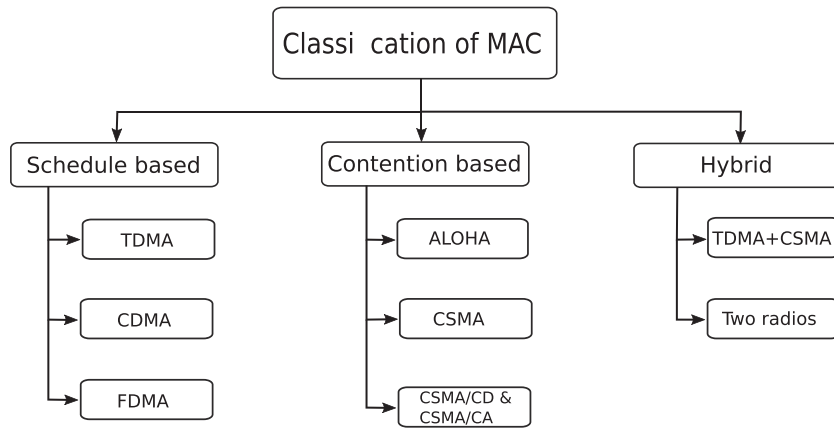 Classi cation of MAC
Schedule based
Contention based
Hybrid
TDMA
ALOHA
TDMA+CSMA
CDMA
CSMA
Two radios
FDMA
CSMA/CD &
CSMA/CA